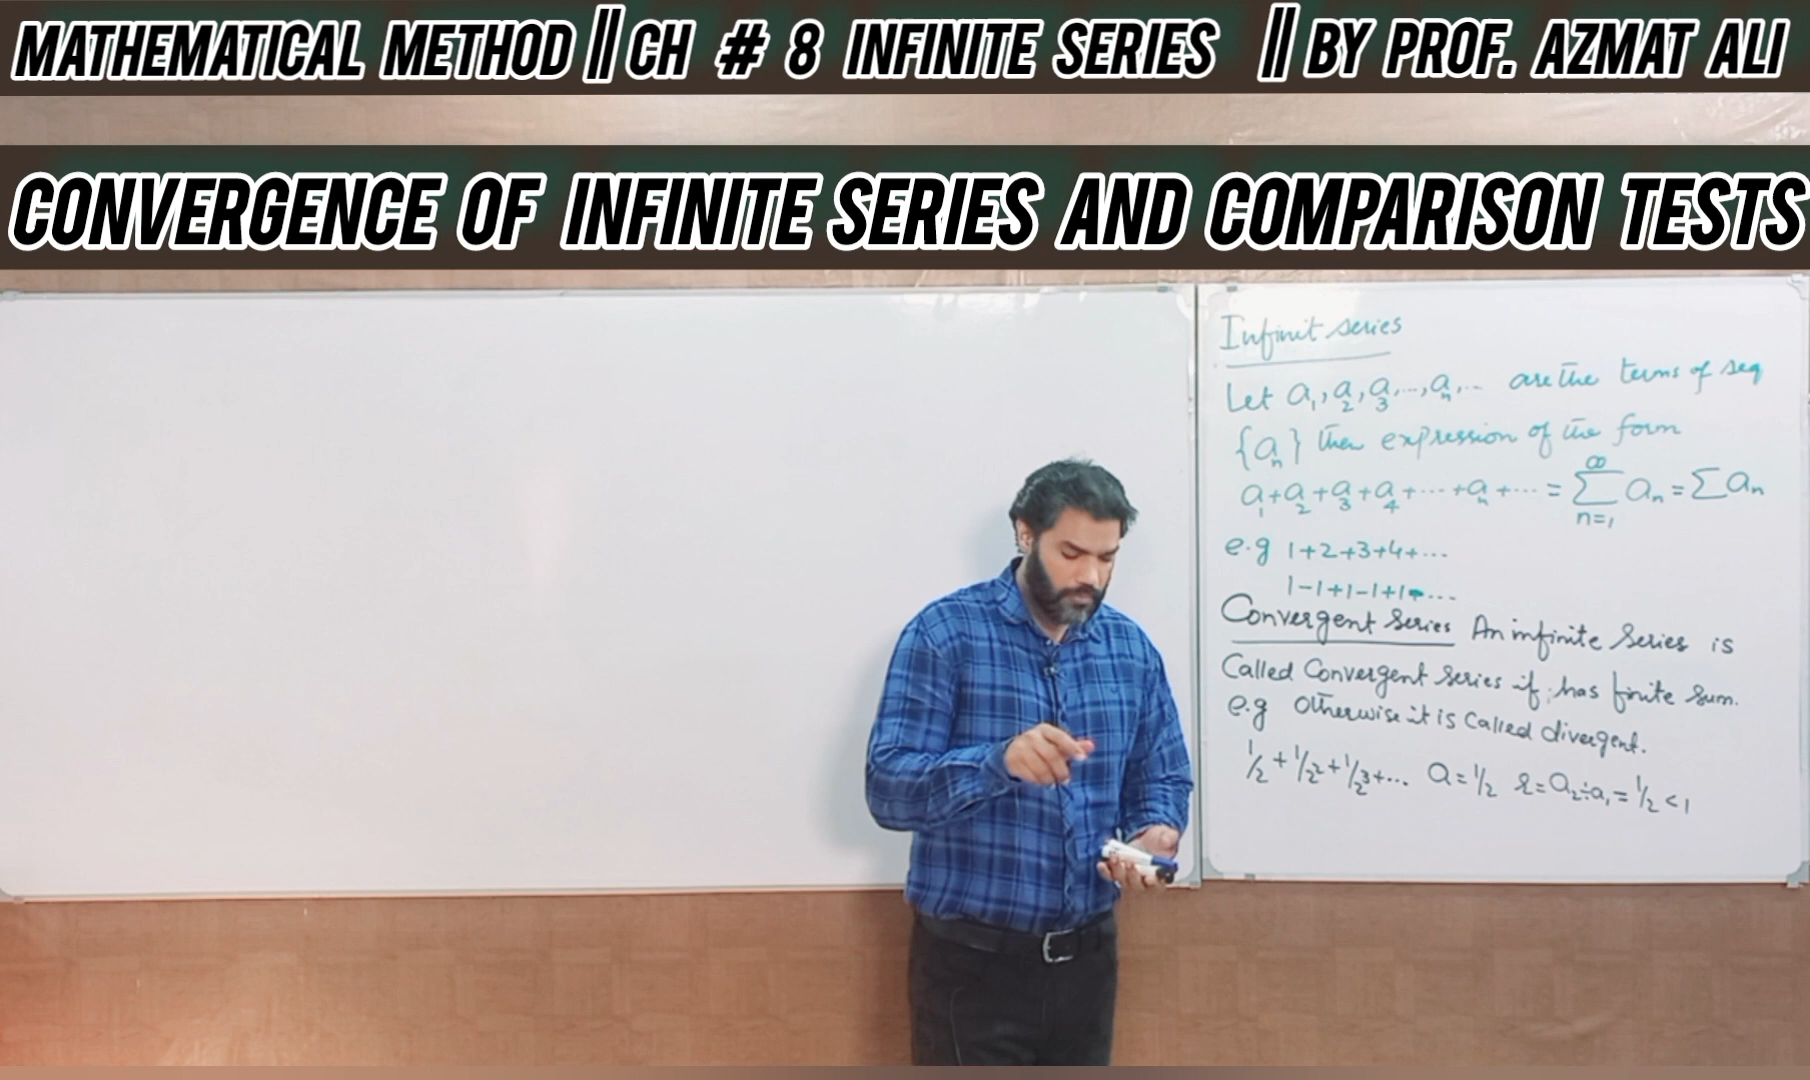 MATHEMATICAL METHOD || CH # 8 INFINITE SERIES || BY PROF. AZMAT ALI
CONVERGENCE OF INFINITE SERIES AND COMPARISON TESTS
Infinit series
Let a₁, a₂, a₃, ..., aₙ, ... are the terms of seq
{aₙ} then expression of the form
a₁+a₂+a₃+a₄+...+aₙ+... = ∑_{n=1}^{∞} aₙ = ∑aₙ
e.g 1+2+3+4+...
1-1+1-1+1-...
Convergent Series An infinite Series is
Called Convergent Series if, has finite sum.
e.g Otherwise it is Called divergent.
1/2 + 1/2² + 1/2³ + ... a = 1/2 r = a₂÷a₁ = 1/2 < 1